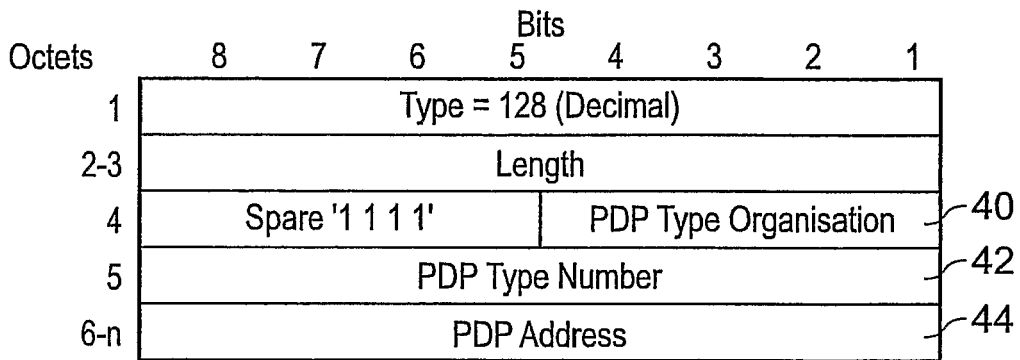 Bits
Octets 8 7 6 5 4 3 2 1
1 Type = 128 (Decimal)
2-3 Length
4 Spare '1 1 1 1' PDP Type Organisation 40
5 PDP Type Number 42
6-n PDP Address 44